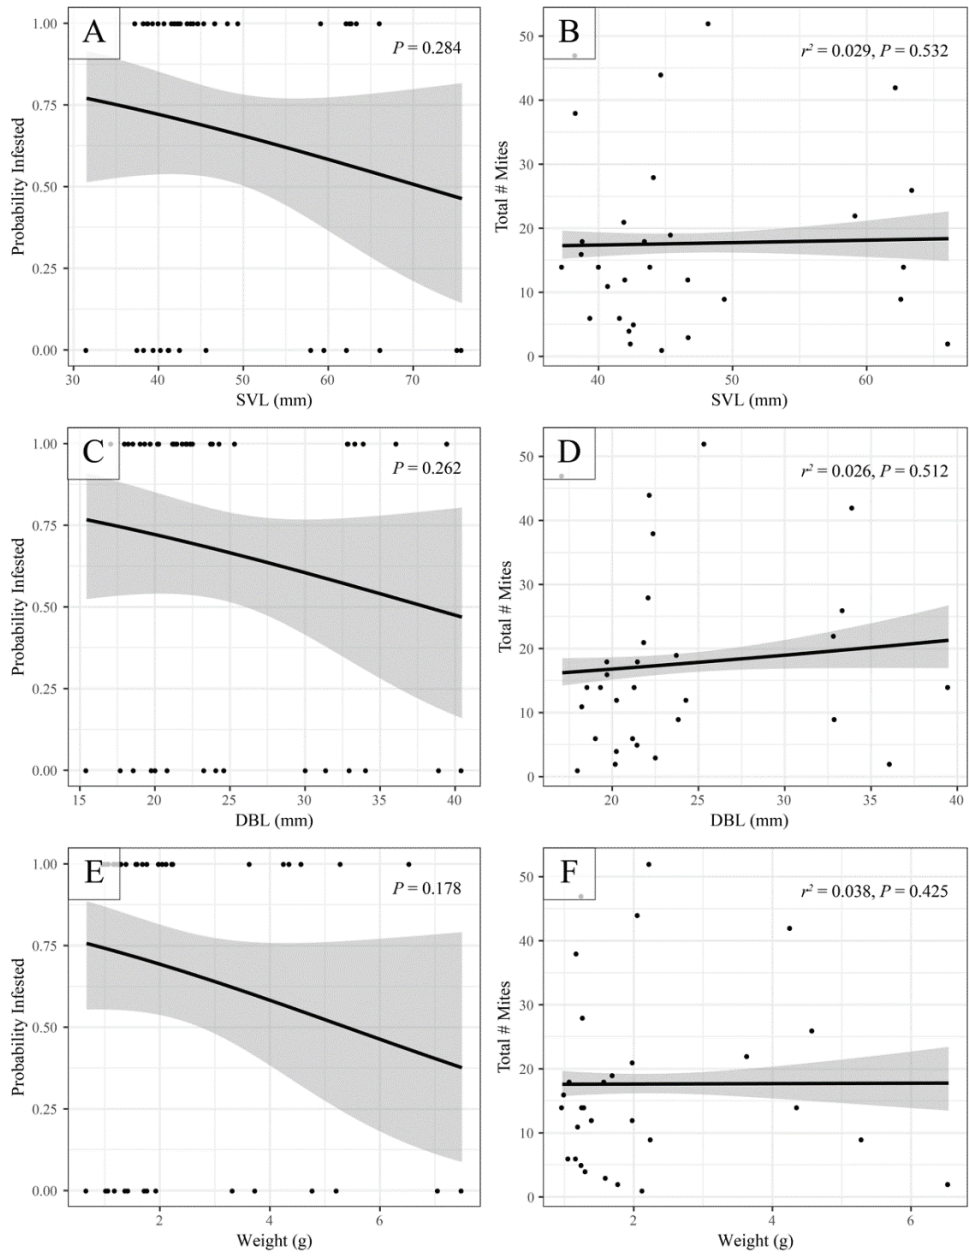 A
P = 0.284
1.00
0.75
0.50
0.25
0.00
Probability Infested
30 40 50 60 70
SVL (mm)
B
r² = 0.029, P = 0.532
50
40
30
20
10
0
Total # Mites
40 50 60
SVL (mm)
C
P = 0.262
1.00
0.75
0.50
0.25
0.00
Probability Infested
15 20 25 30 35 40
DBL (mm)
D
r² = 0.026, P = 0.512
50
40
30
20
10
0
Total # Mites
20 25 30 35 40
DBL (mm)
E
P = 0.178
1.00
0.75
0.50
0.25
0.00
Probability Infested
2 4 6
Weight (g)
F
r² = 0.038, P = 0.425
50
40
30
20
10
0
Total # Mites
2 4 6
Weight (g)